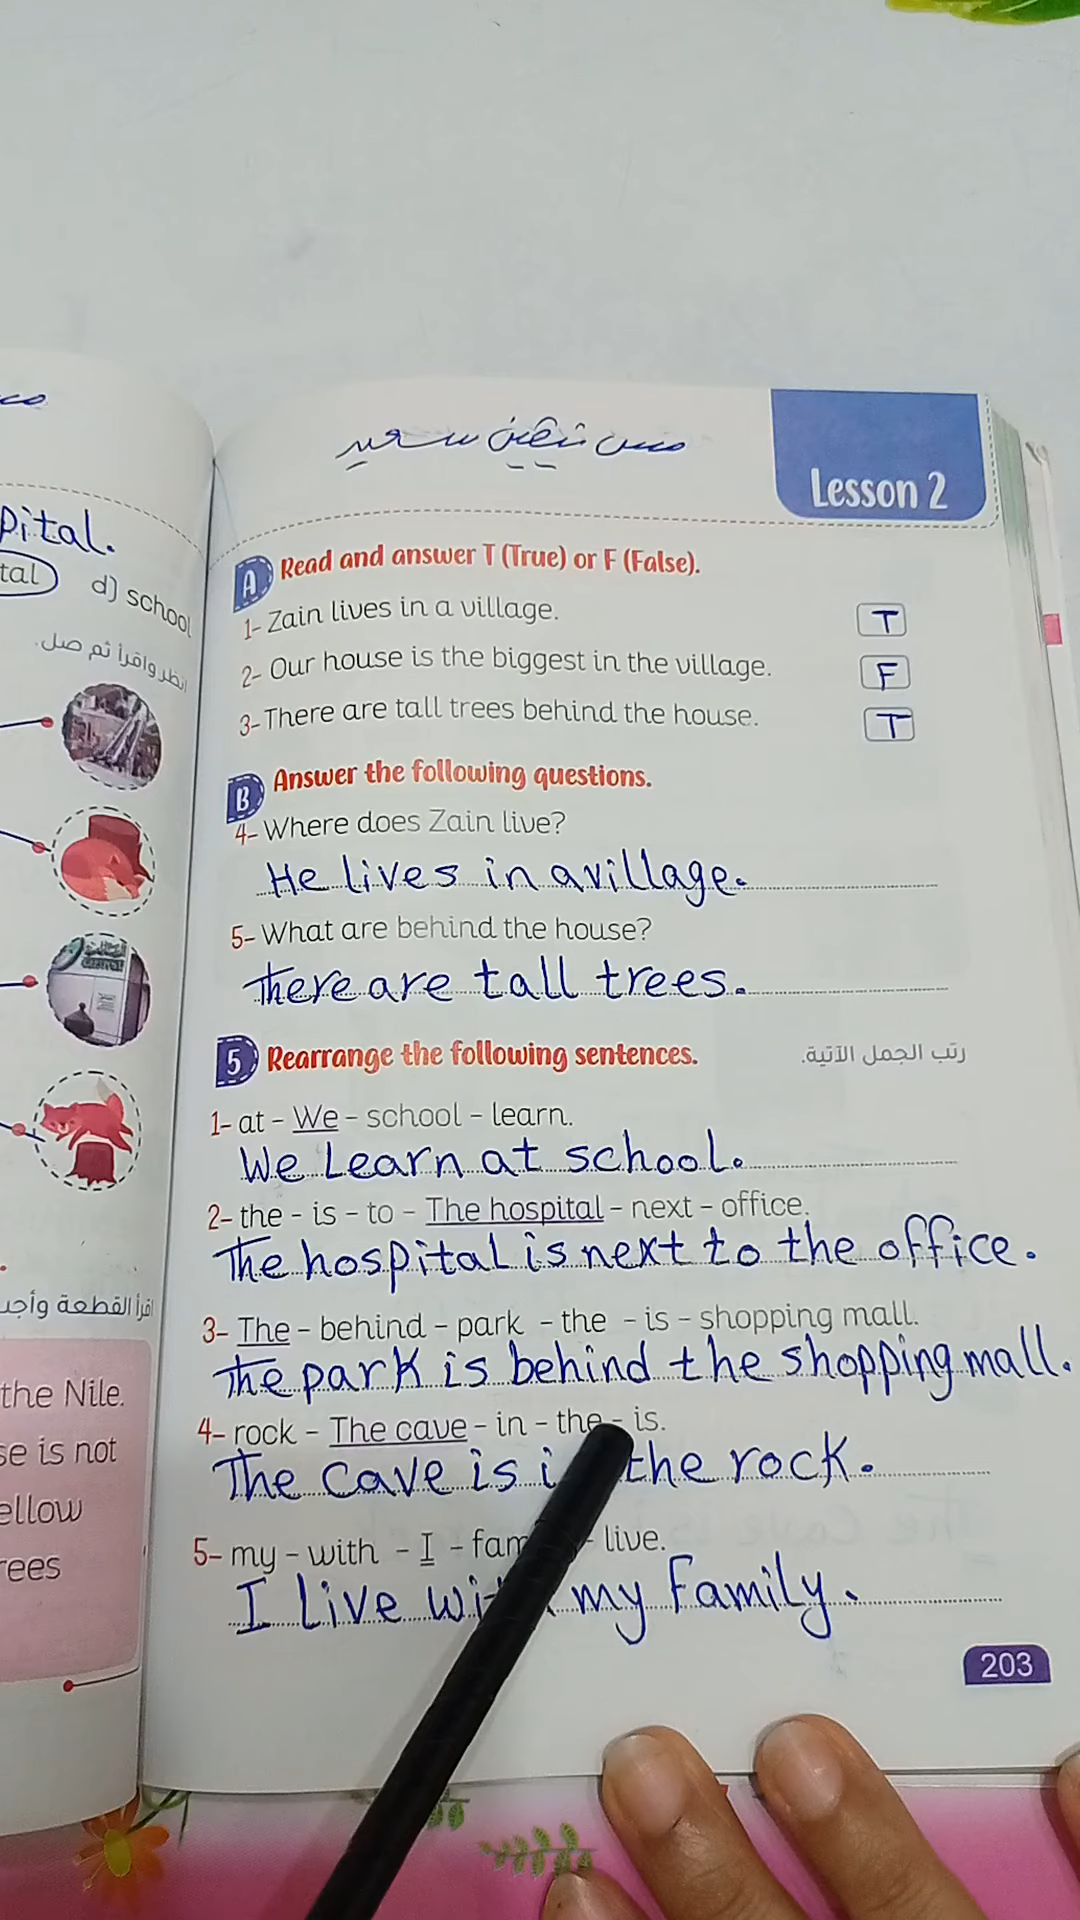 pital.
tal
d) school
انظر واقرأ ثم صل.
اقرأ القطعة وأجب
the Nile.
se is not
ellow
rees
مس نيفين سعيد
Lesson 2
A Read and answer T (True) or F (False).
1- Zain lives in a village. T
2- Our house is the biggest in the village. F
3- There are tall trees behind the house. T
B Answer the following questions.
4- Where does Zain live?
He lives in a village.
5- What are behind the house?
There are tall trees.
5 Rearrange the following sentences. رتب الجمل الآتية.
1- at - We - school - learn.
We Learn at school.
2- the - is - to - The hospital - next - office.
The hospital is next to the office.
3- The - behind - park - the - is - shopping mall.
The park is behind the shopping mall.
4- rock - The cave - in - the - is.
The cave is i the rock.
5- my - with - I - fam - live.
I Live wi my family.
203